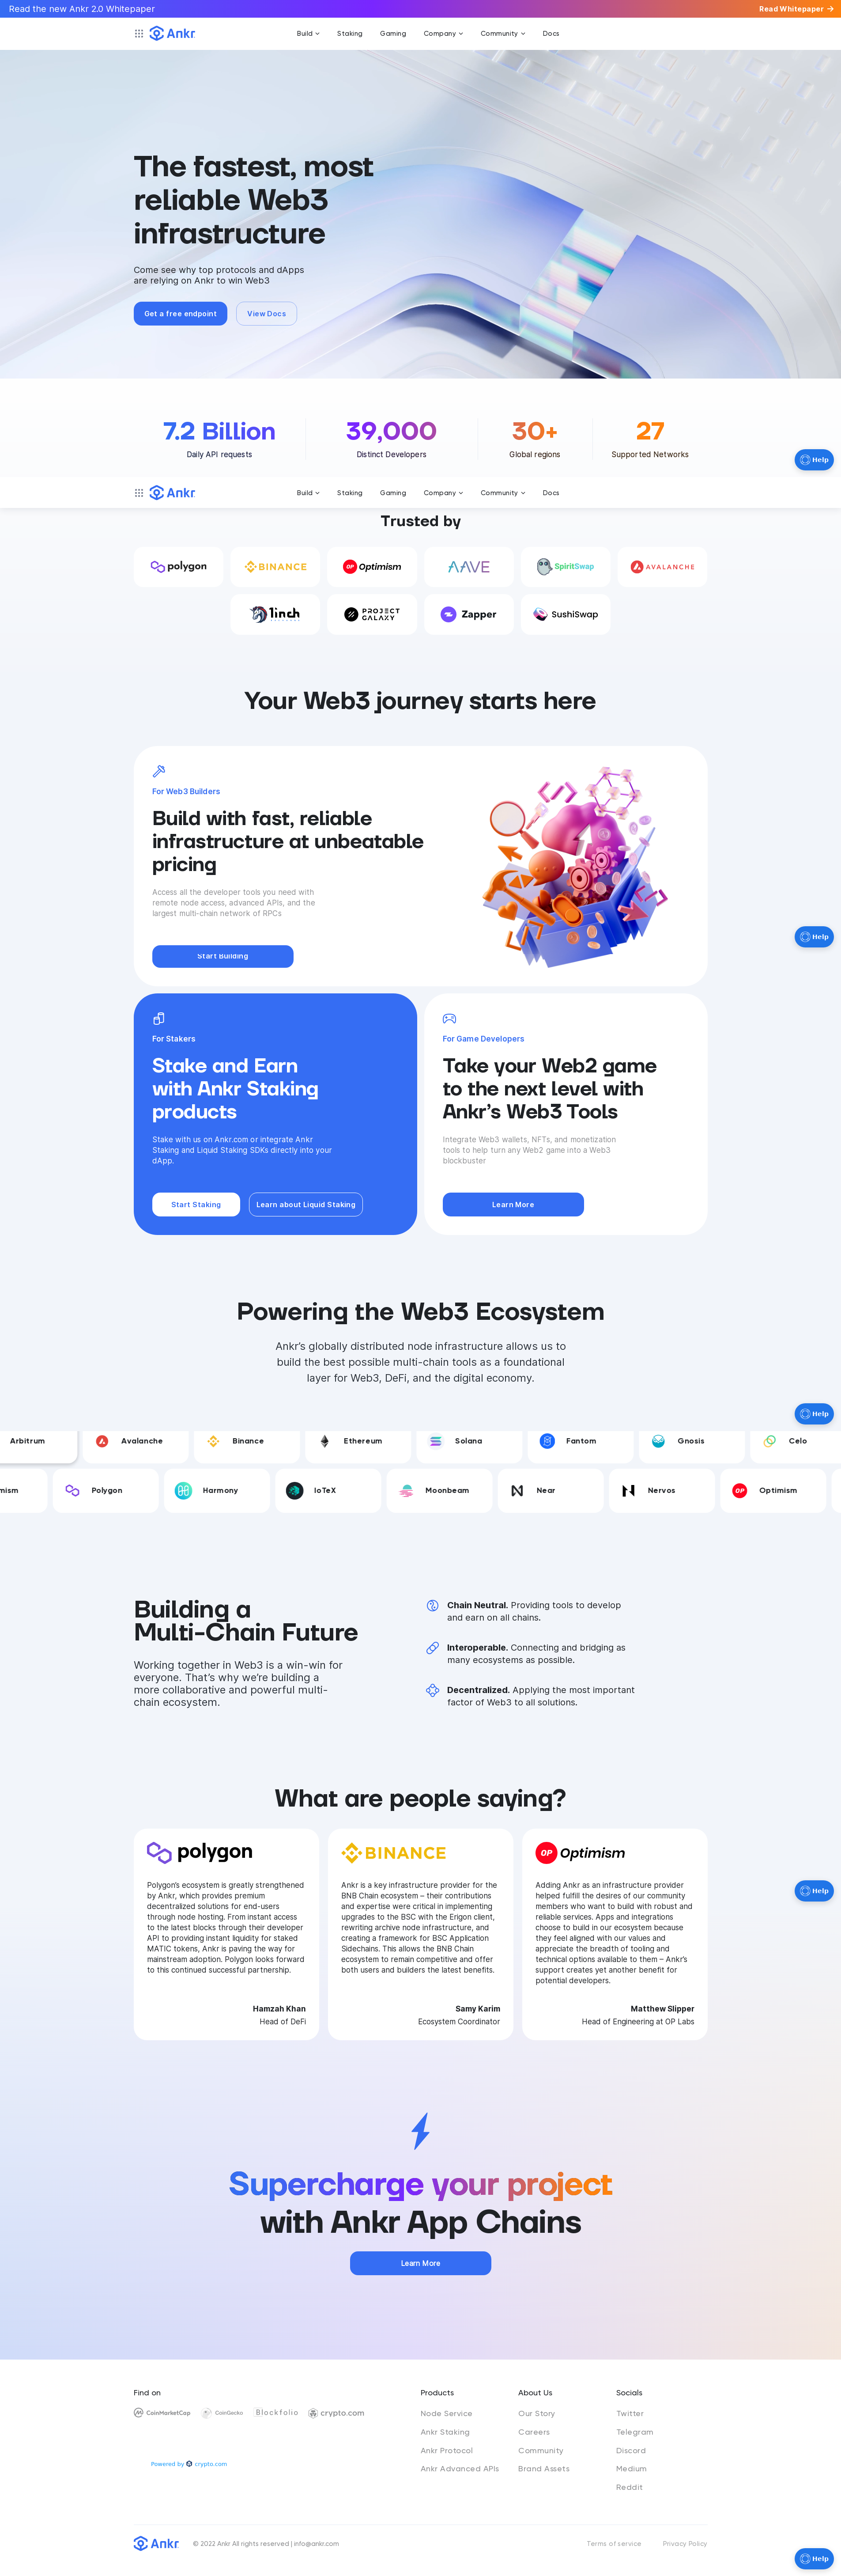 Read the new Ankr 2.0 Whitepaper
Read Whitepaper →
Ankr
Build
Staking
Gaming
Company
Community
Docs
The fastest, most
reliable Web3
infrastructure
Come see why top protocols and dApps
are relying on Ankr to win Web3
Get a free endpoint
View Docs
7.2 Billion
Daily API requests
39,000
Distinct Developers
30+
Global regions
27
Supported Networks
Help
Ankr
Build
Staking
Gaming
Company
Community
Docs
Trusted by
polygon
BINANCE
OP Optimism
AAVE
SpiritSwap
AVALANCHE
1inch
PROJECT
GALAXY
Zapper
SushiSwap
Your Web3 journey starts here
For Web3 Builders
Build with fast, reliable
infrastructure at unbeatable
pricing
Access all the developer tools you need with
remote node access, advanced APIs, and the
largest multi-chain network of RPCs
Start Building
Help
For Stakers
Stake and Earn
with Ankr Staking
products
Stake with us on Ankr.com or integrate Ankr
Staking and Liquid Staking SDKs directly into your
dApp.
Start Staking
Learn about Liquid Staking
For Game Developers
Take your Web2 game
to the next level with
Ankr's Web3 Tools
Integrate Web3 wallets, NFTs, and monetization
tools to help turn any Web2 game into a Web3
blockbuster
Learn More
Powering the Web3 Ecosystem
Ankr's globally distributed node infrastructure allows us to
build the best possible multi-chain tools as a foundational
layer for Web3, DeFi, and the digital economy.
Help
Arbitrum
Avalanche
Binance
Ethereum
Solana
Fantom
Gnosis
Celo
mism
Polygon
Harmony
IoTeX
Moonbeam
Near
Nervos
OP
Optimism
Building a
Multi-Chain Future
Working together in Web3 is a win-win for
everyone. That's why we're building a
more collaborative and powerful multi-
chain ecosystem.
Chain Neutral. Providing tools to develop
and earn on all chains.
Interoperable. Connecting and bridging as
many ecosystems as possible.
Decentralized. Applying the most important
factor of Web3 to all solutions.
What are people saying?
polygon
Polygon's ecosystem is greatly strengthened
by Ankr, which provides premium
decentralized solutions for end-users
through node hosting. From instant access
to the latest blocks through their developer
API to providing instant liquidity for staked
MATIC tokens, Ankr is paving the way for
mainstream adoption. Polygon looks forward
to this continued successful partnership.
Hamzah Khan
Head of DeFi
BINANCE
Ankr is a key infrastructure provider for the
BNB Chain ecosystem – their contributions
and expertise were critical in implementing
upgrades to the BSC with the Erigon client,
rewriting archive node infrastructure, and
creating a framework for BSC Application
Sidechains. This allows the BNB Chain
ecosystem to remain competitive and offer
both users and builders the latest benefits.
Samy Karim
Ecosystem Coordinator
OP Optimism
Adding Ankr as an infrastructure provider
helped fulfill the desires of our community
members who want to build with robust and
reliable services. Apps and integrations
choose to build in our ecosystem because
they feel aligned with our values and
appreciate the breadth of tooling and
technical options available to them – Ankr's
support creates yet another benefit for
potential developers.
Matthew Slipper
Head of Engineering at OP Labs
Help
Supercharge your project
with Ankr App Chains
Learn More
Find on
CoinMarketCap
CoinGecko
Blockfolio
crypto.com
Powered by crypto.com
Products
Node Service
Ankr Staking
Ankr Protocol
Ankr Advanced APIs
About Us
Our Story
Careers
Community
Brand Assets
Socials
Twitter
Telegram
Discord
Medium
Reddit
Ankr
© 2022 Ankr All rights reserved | info@ankr.com
Terms of service
Privacy Policy
Help